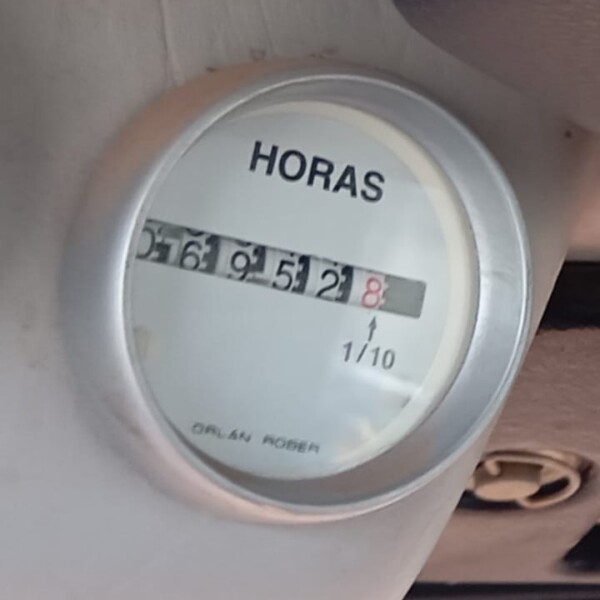 HORAS
069528
1/10
ORLAN ROBER